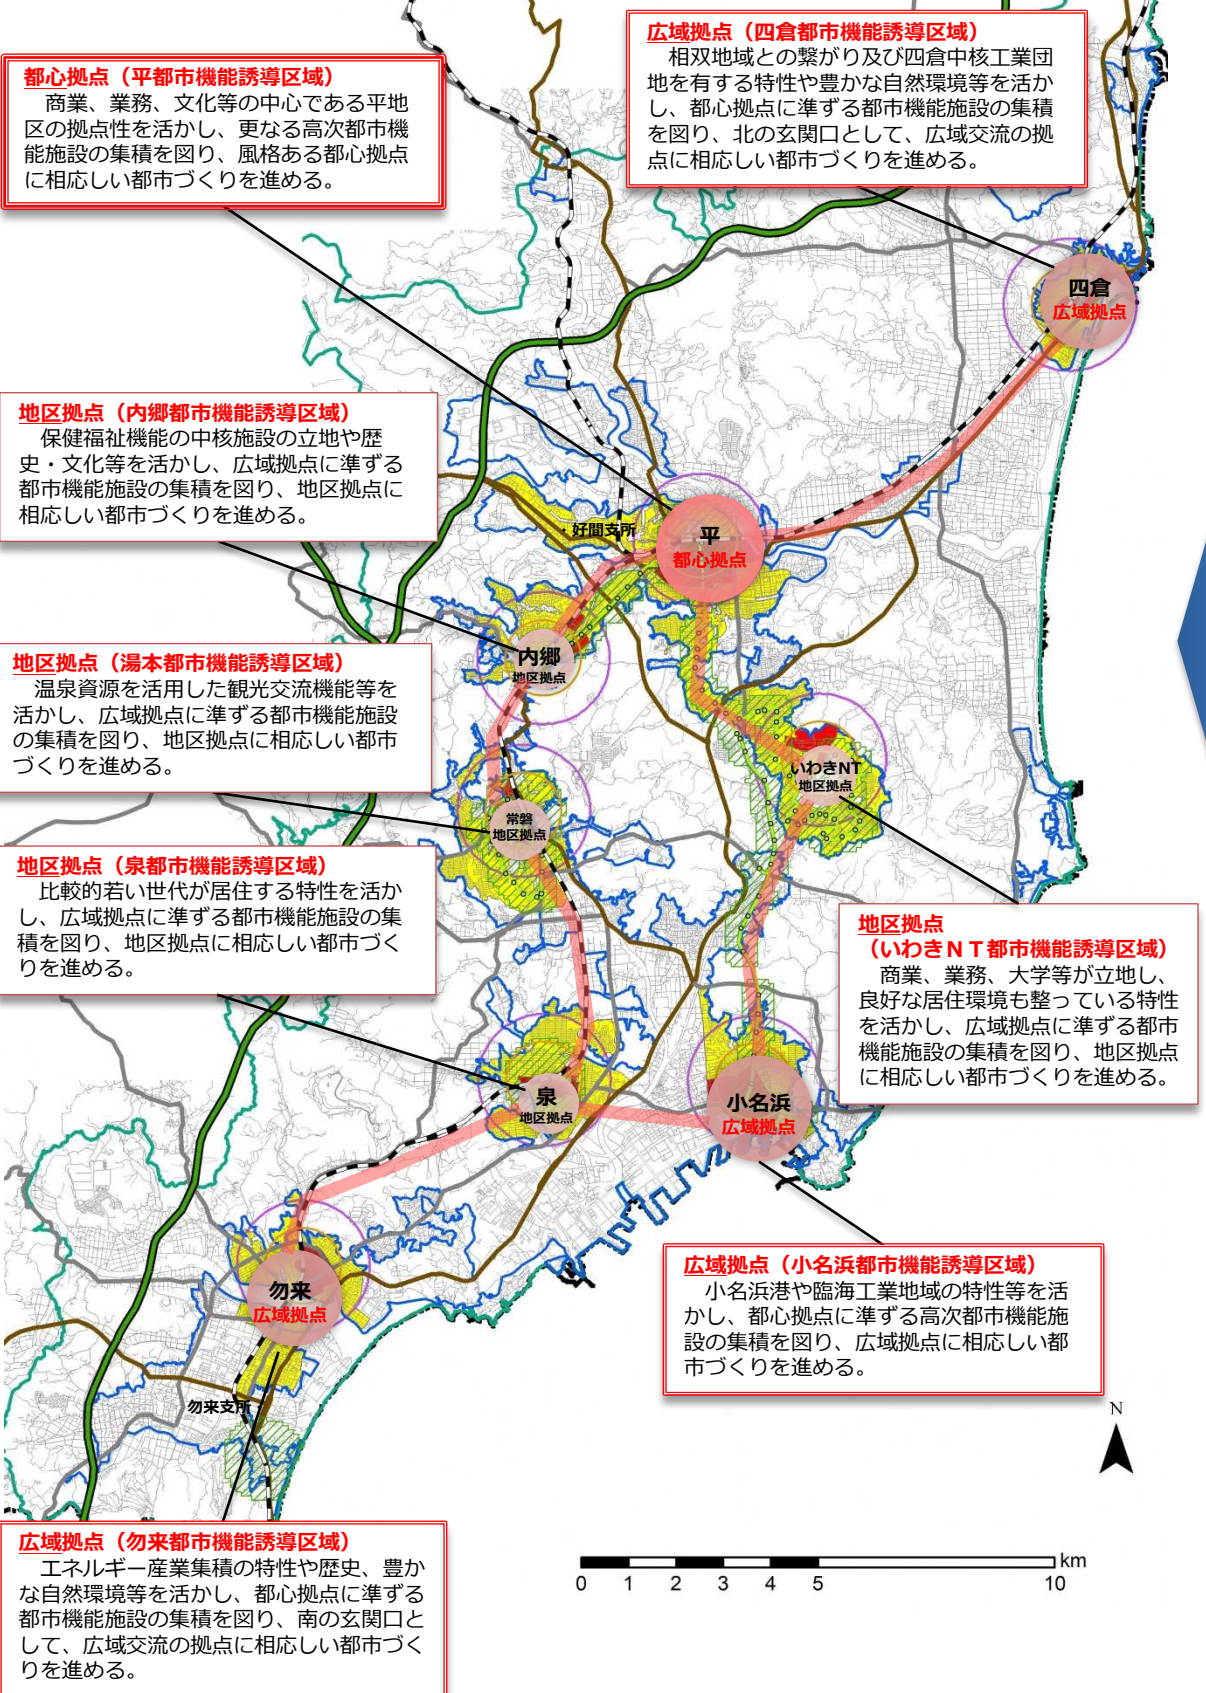 広域拠点（四倉都市機能誘導区域）
相双地域との繋がり及び四倉中核工業団
地を有する特性や豊かな自然環境等を活か
し、都心拠点に準ずる都市機能施設の集積
を図り、北の玄関口として、広域交流の拠
点に相応しい都市づくりを進める。
都心拠点（平都市機能誘導区域）
商業、業務、文化等の中心である平地
区の拠点性を活かし、更なる高次都市機
能施設の集積を図り、風格ある都心拠点
に相応しい都市づくりを進める。
四倉
広域拠点
地区拠点（内郷都市機能誘導区域）
保健福祉機能の中核施設の立地や歴
史・文化等を活かし、広域拠点に準ずる
都市機能施設の集積を図り、地区拠点に
相応しい都市づくりを進める。
・好間支所
平
都心拠点
内郷
地区拠点
地区拠点（湯本都市機能誘導区域）
温泉資源を活用した観光交流機能等を
活かし、広域拠点に準ずる都市機能施設
の集積を図り、地区拠点に相応しい都市
づくりを進める。
いわきNT
地区拠点
常磐
地区拠点
地区拠点（泉都市機能誘導区域）
比較的若い世代が居住する特性を活か
し、広域拠点に準ずる都市機能施設の集
積を図り、地区拠点に相応しい都市づく
りを進める。
地区拠点
（いわきＮＴ都市機能誘導区域）
商業、業務、大学等が立地し、
良好な居住環境も整っている特性
を活かし、広域拠点に準ずる都市
機能施設の集積を図り、地区拠点
に相応しい都市づくりを進める。
泉
地区拠点
小名浜
広域拠点
広域拠点（小名浜都市機能誘導区域）
小名浜港や臨海工業地域の特性等を活
かし、都心拠点に準ずる高次都市機能施
設の集積を図り、広域拠点に相応しい都
市づくりを進める。
勿来
広域拠点
勿来支所
N
広域拠点（勿来都市機能誘導区域）
エネルギー産業集積の特性や歴史、豊か
な自然環境等を活かし、都心拠点に準ずる
都市機能施設の集積を図り、南の玄関口と
して、広域交流の拠点に相応しい都市づく
りを進める。
km
0 1 2 3 4 5 10